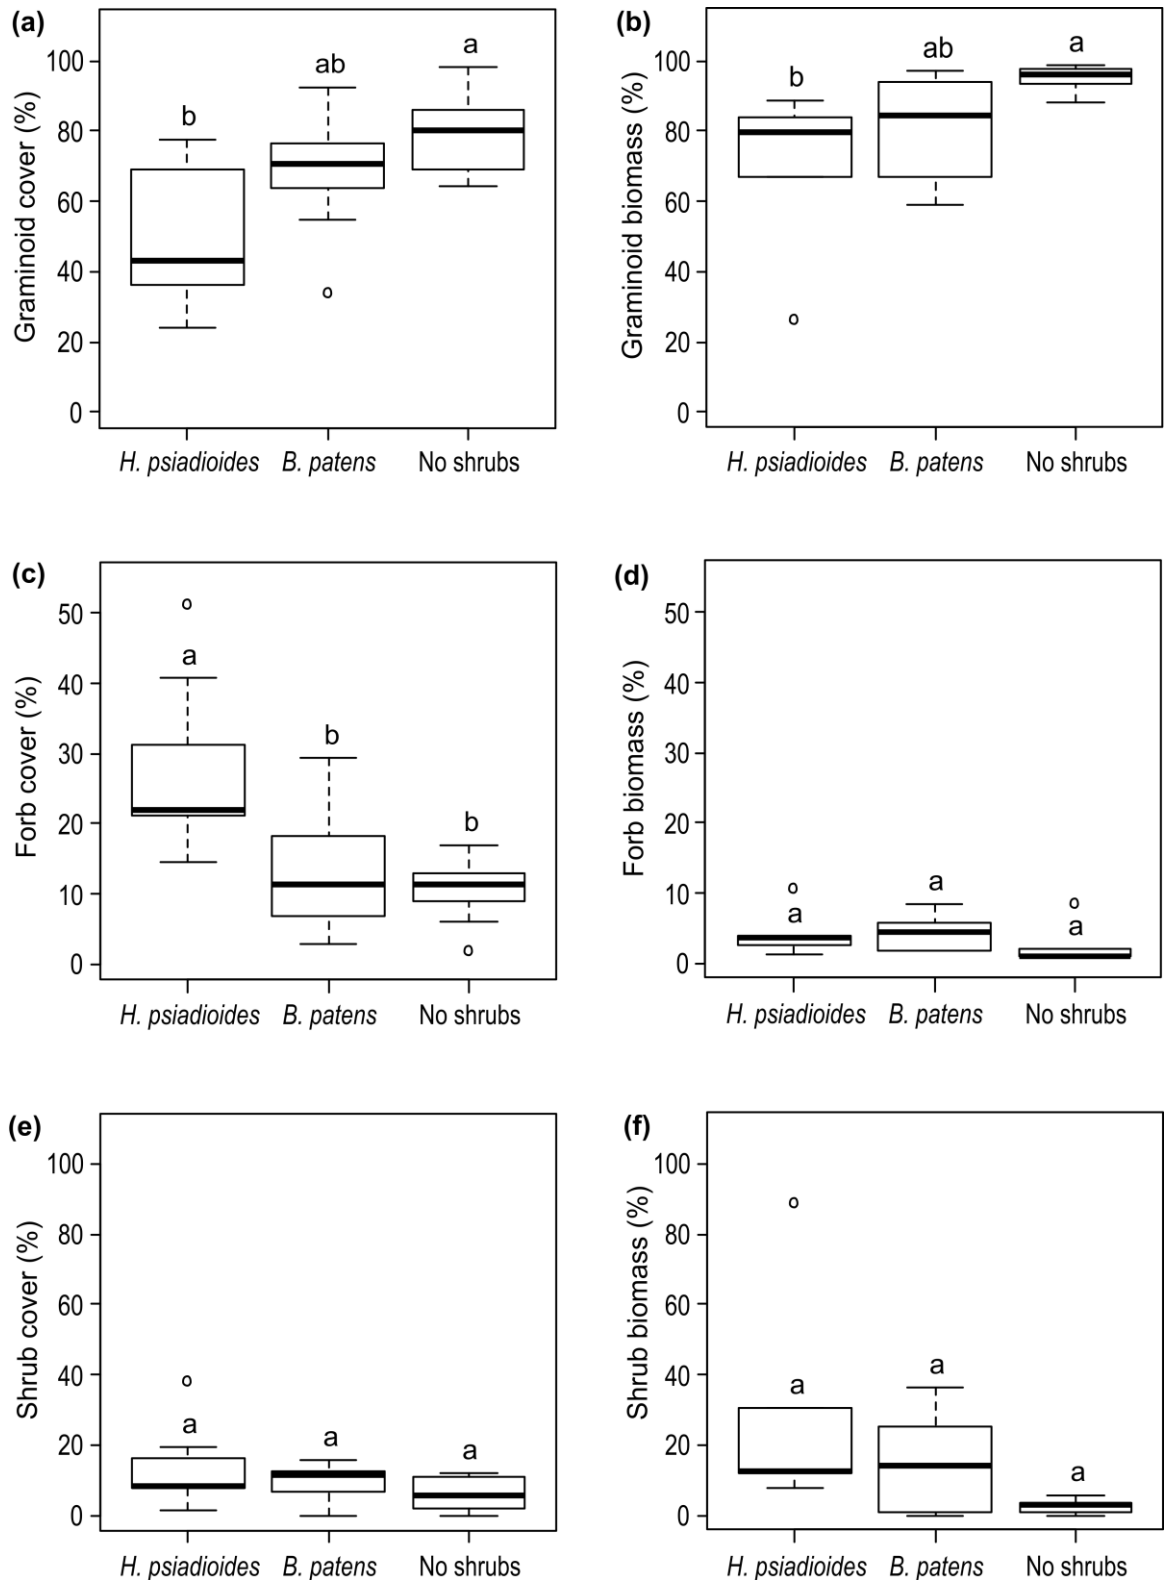 (a)
Graminoid cover (%)
100
80
60
40
20
0
b
ab
a
H. psiadioides
B. patens
No shrubs
(b)
Graminoid biomass (%)
100
80
60
40
20
0
b
ab
a
H. psiadioides
B. patens
No shrubs
(c)
Forb cover (%)
50
40
30
20
10
0
a
b
b
H. psiadioides
B. patens
No shrubs
(d)
Forb biomass (%)
50
40
30
20
10
0
a
a
a
H. psiadioides
B. patens
No shrubs
(e)
Shrub cover (%)
100
80
60
40
20
0
a
a
a
H. psiadioides
B. patens
No shrubs
(f)
Shrub biomass (%)
100
80
60
40
20
0
a
a
a
H. psiadioides
B. patens
No shrubs